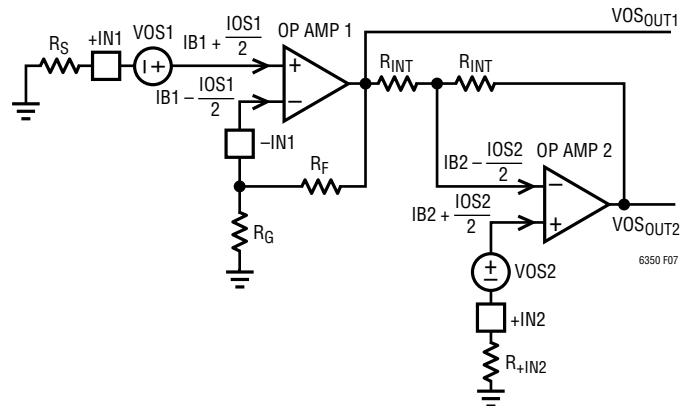 VOS_OUT1
IOS1
OP AMP 1
+IN1 VOS1
IB1 +
2
R_S
R_INT R_INT
I +
+
IOS1
IB1 –
2
–
–IN1
IOS2
OP AMP 2
IB2 –
2
R_F
–
IOS2
IB2 +
2
+
VOS_OUT2
R_G
+
–
VOS2
6350 F07
+IN2
R_+IN2